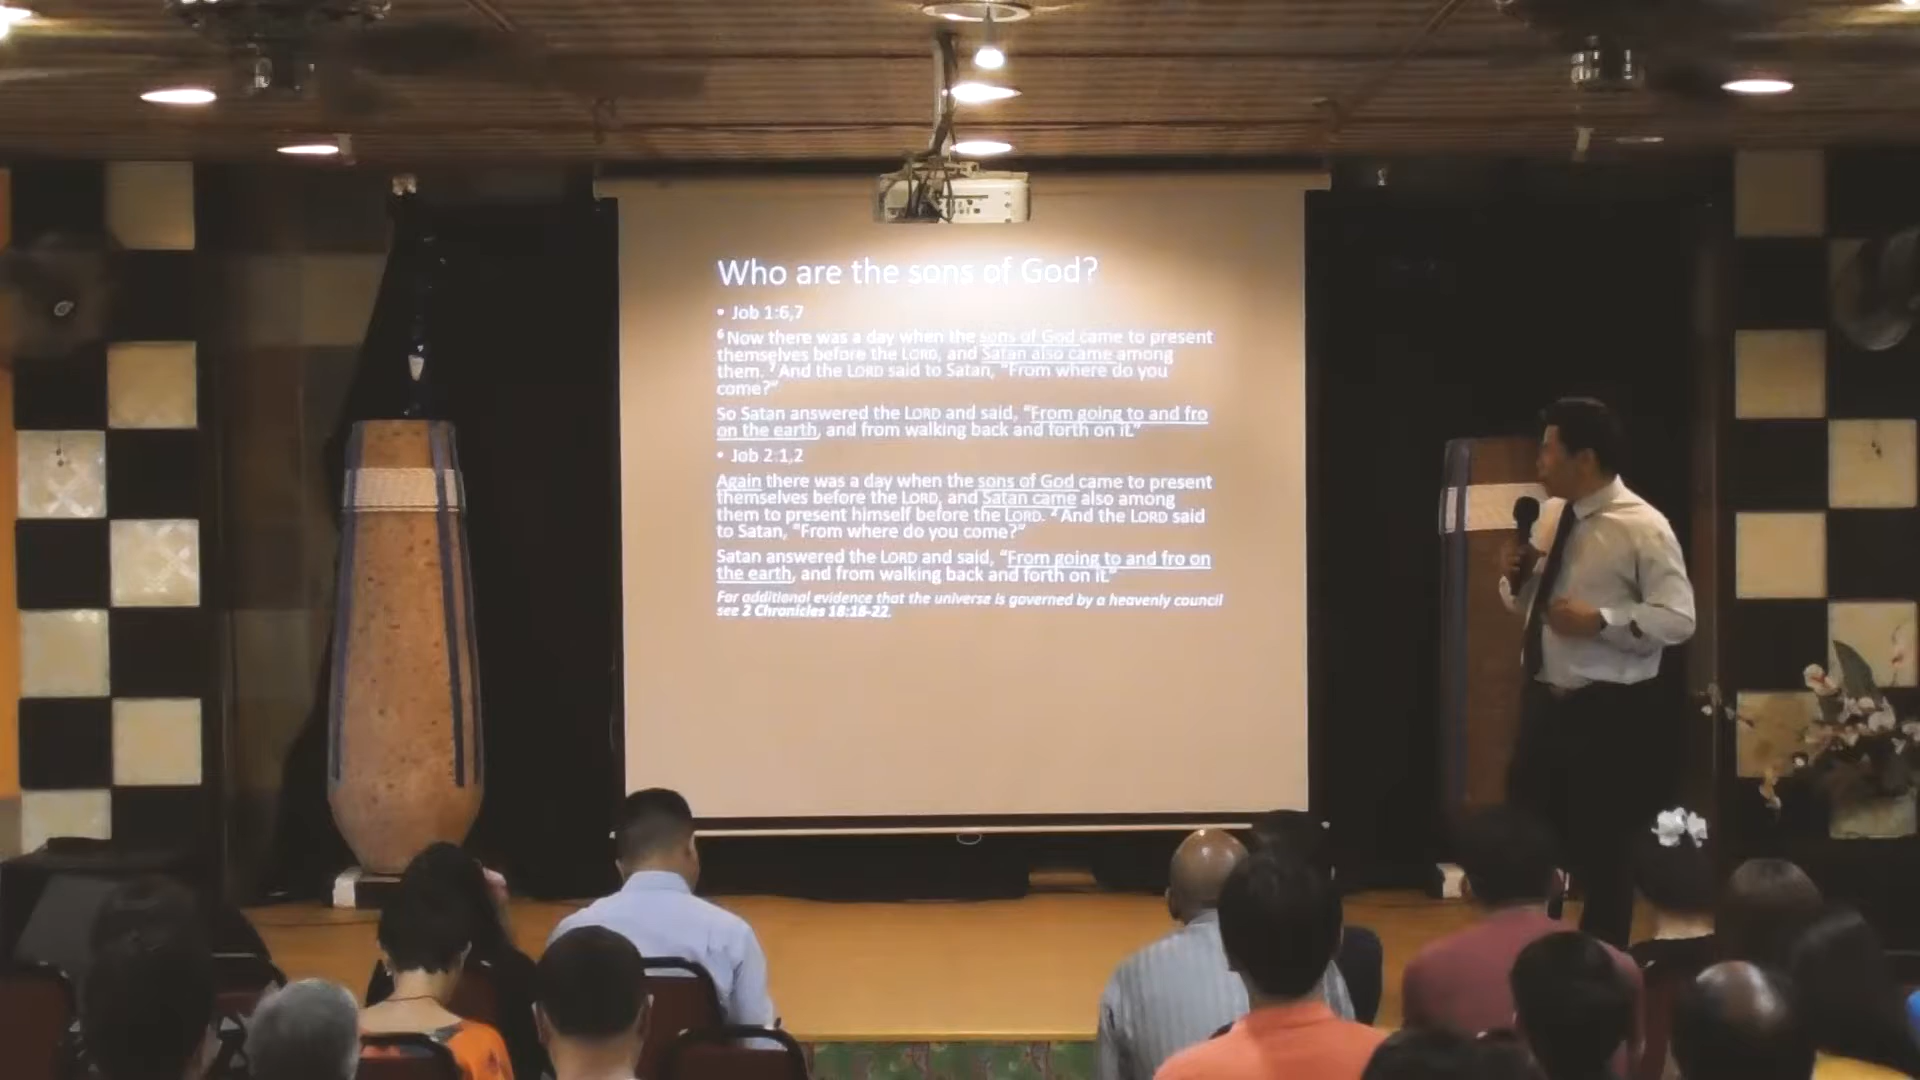 Who are the sons of God?
• Job 1:6,7
6 Now there was a day when the sons of God came to present
themselves before the LORD, and Satan also came among
them. 7 And the LORD said to Satan, "From where do you
come?"
So Satan answered the LORD and said, "From going to and fro
on the earth, and from walking back and forth on it."
• Job 2:1,2
Again there was a day when the sons of God came to present
themselves before the LORD, and Satan came also among
them to present himself before the LORD. 2 And the LORD said
to Satan, "From where do you come?"
Satan answered the LORD and said, "From going to and fro on
the earth, and from walking back and forth on it."
For additional evidence that the universe is governed by a heavenly council
see 2 Chronicles 18:18-22.